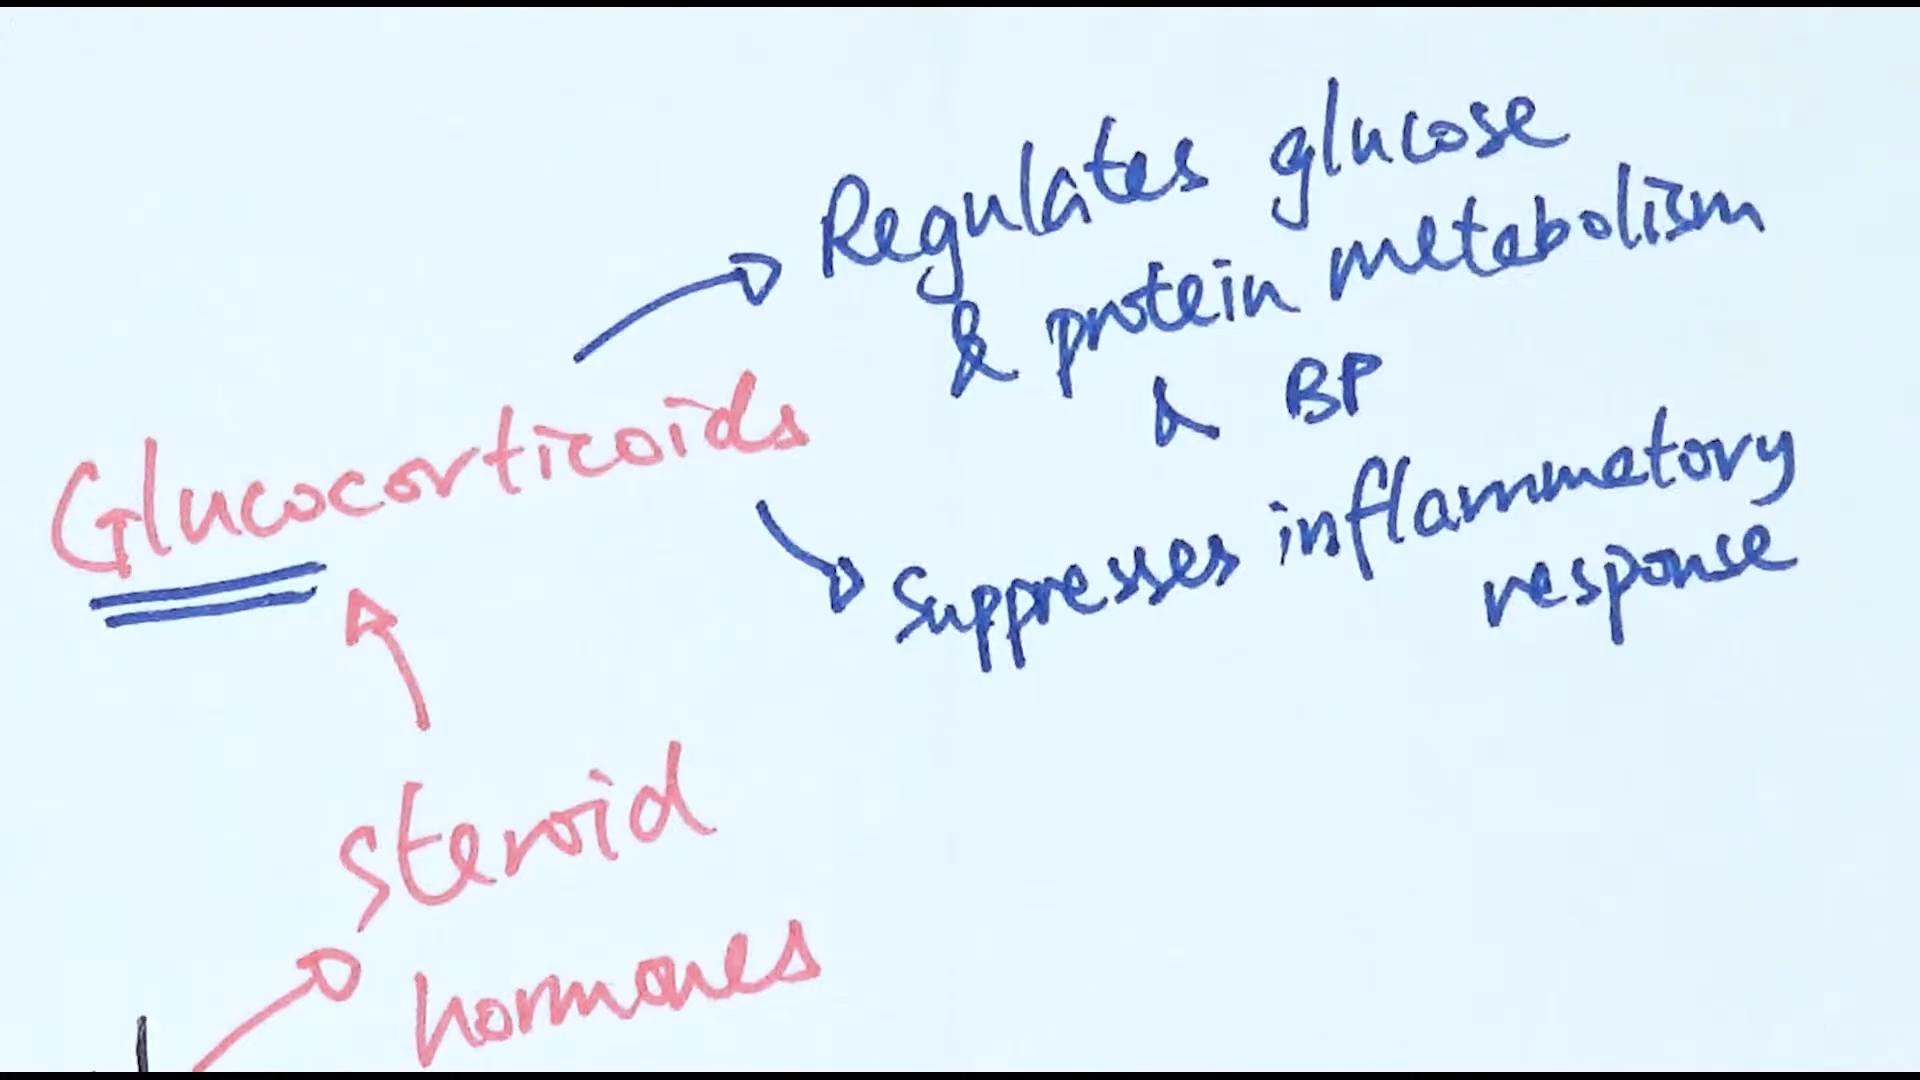 Regulates glucose
& protein metabolism
& BP
Glucocorticoids
Suppresses inflammatory
response
steroid
hormones